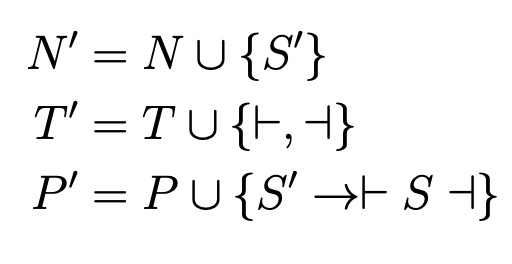 N′ = N ∪ {S′}
T′ = T ∪ {⊢, ⊣}
P′ = P ∪ {S′ →⊢ S ⊣}